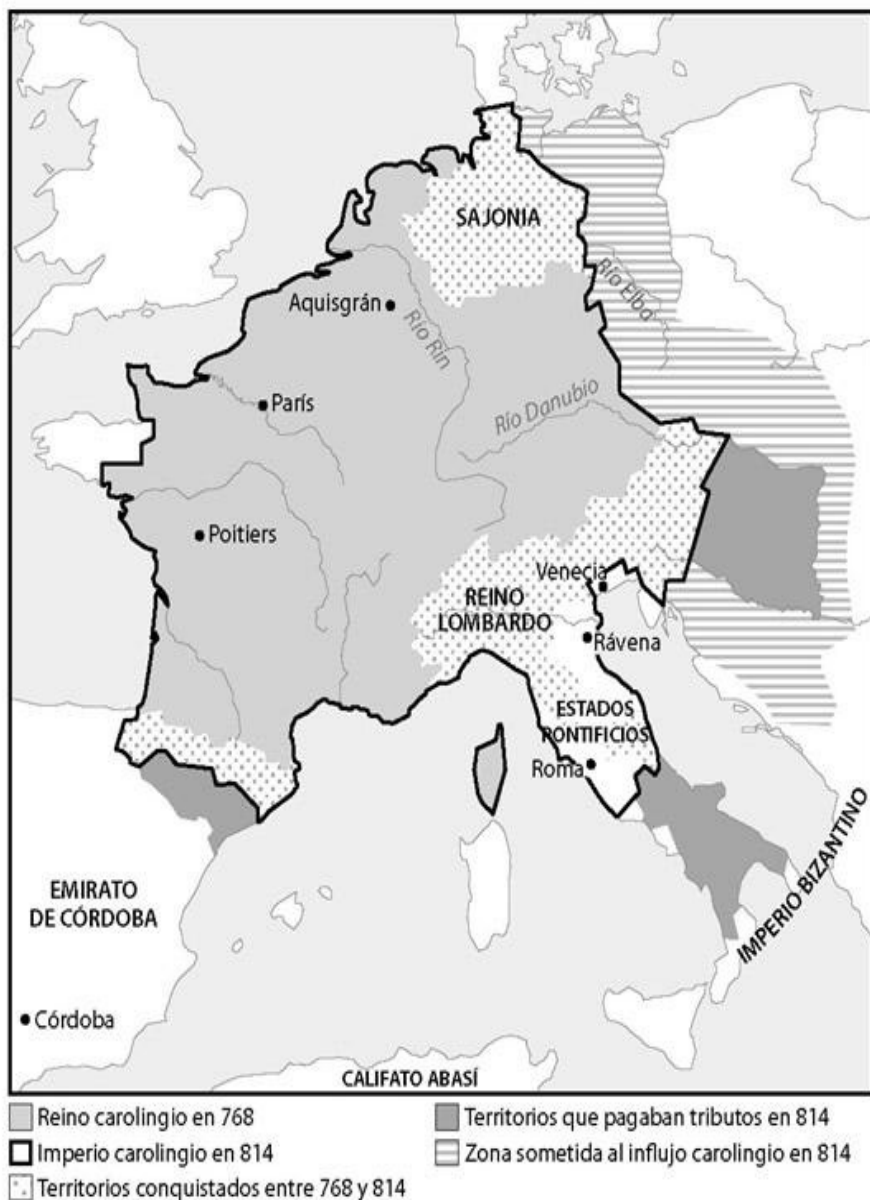 SAJONIA
Río Elba
Aquisgrán
Río Rin
París
Río Danubio
Poitiers
Venecia
REINO
LOMBARDO
Rávena
ESTADOS
PONTIFICIOS
Roma
EMIRATO
DE CÓRDOBA
IMPERIO BIZANTINO
Córdoba
CALIFATO ABASÍ
Reino carolingio en 768
Imperio carolingio en 814
Territorios conquistados entre 768 y 814
Territorios que pagaban tributos en 814
Zona sometida al influjo carolingio en 814